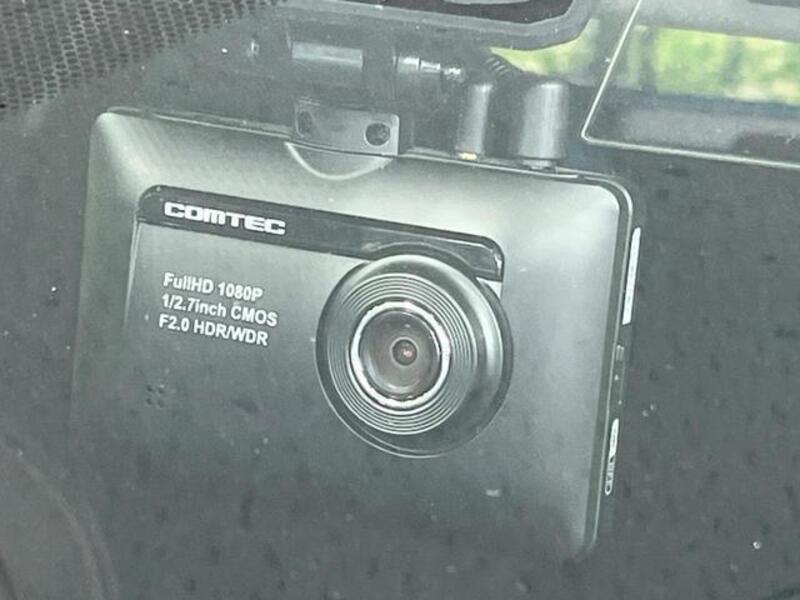 COMTEC
FullHD 1080P
1/2.7inch CMOS
F2.0 HDR/WDR